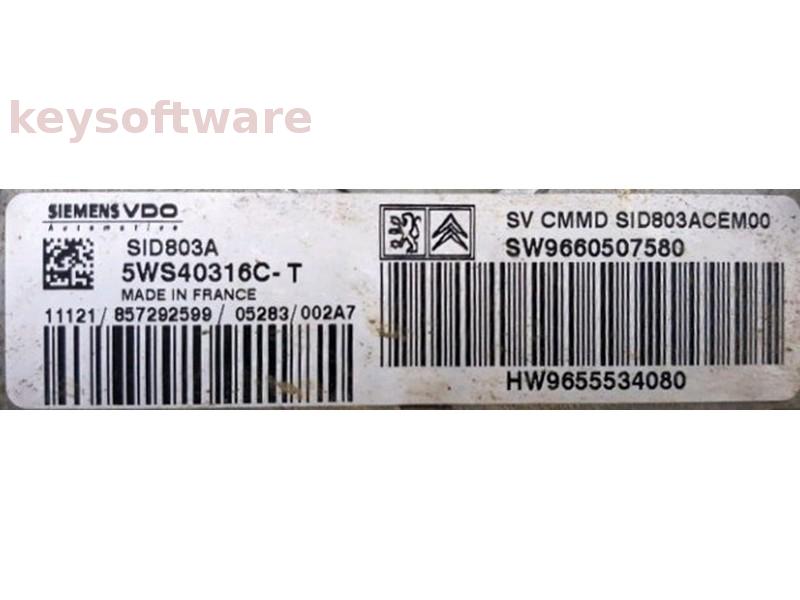 keysoftware
SIEMENS VDO
Automotive
SID803A
5WS40316C-T
MADE IN FRANCE
11121/857292599/05283/002A7
SV CMMD SID803ACEM00
SW9660507580
HW9655534080